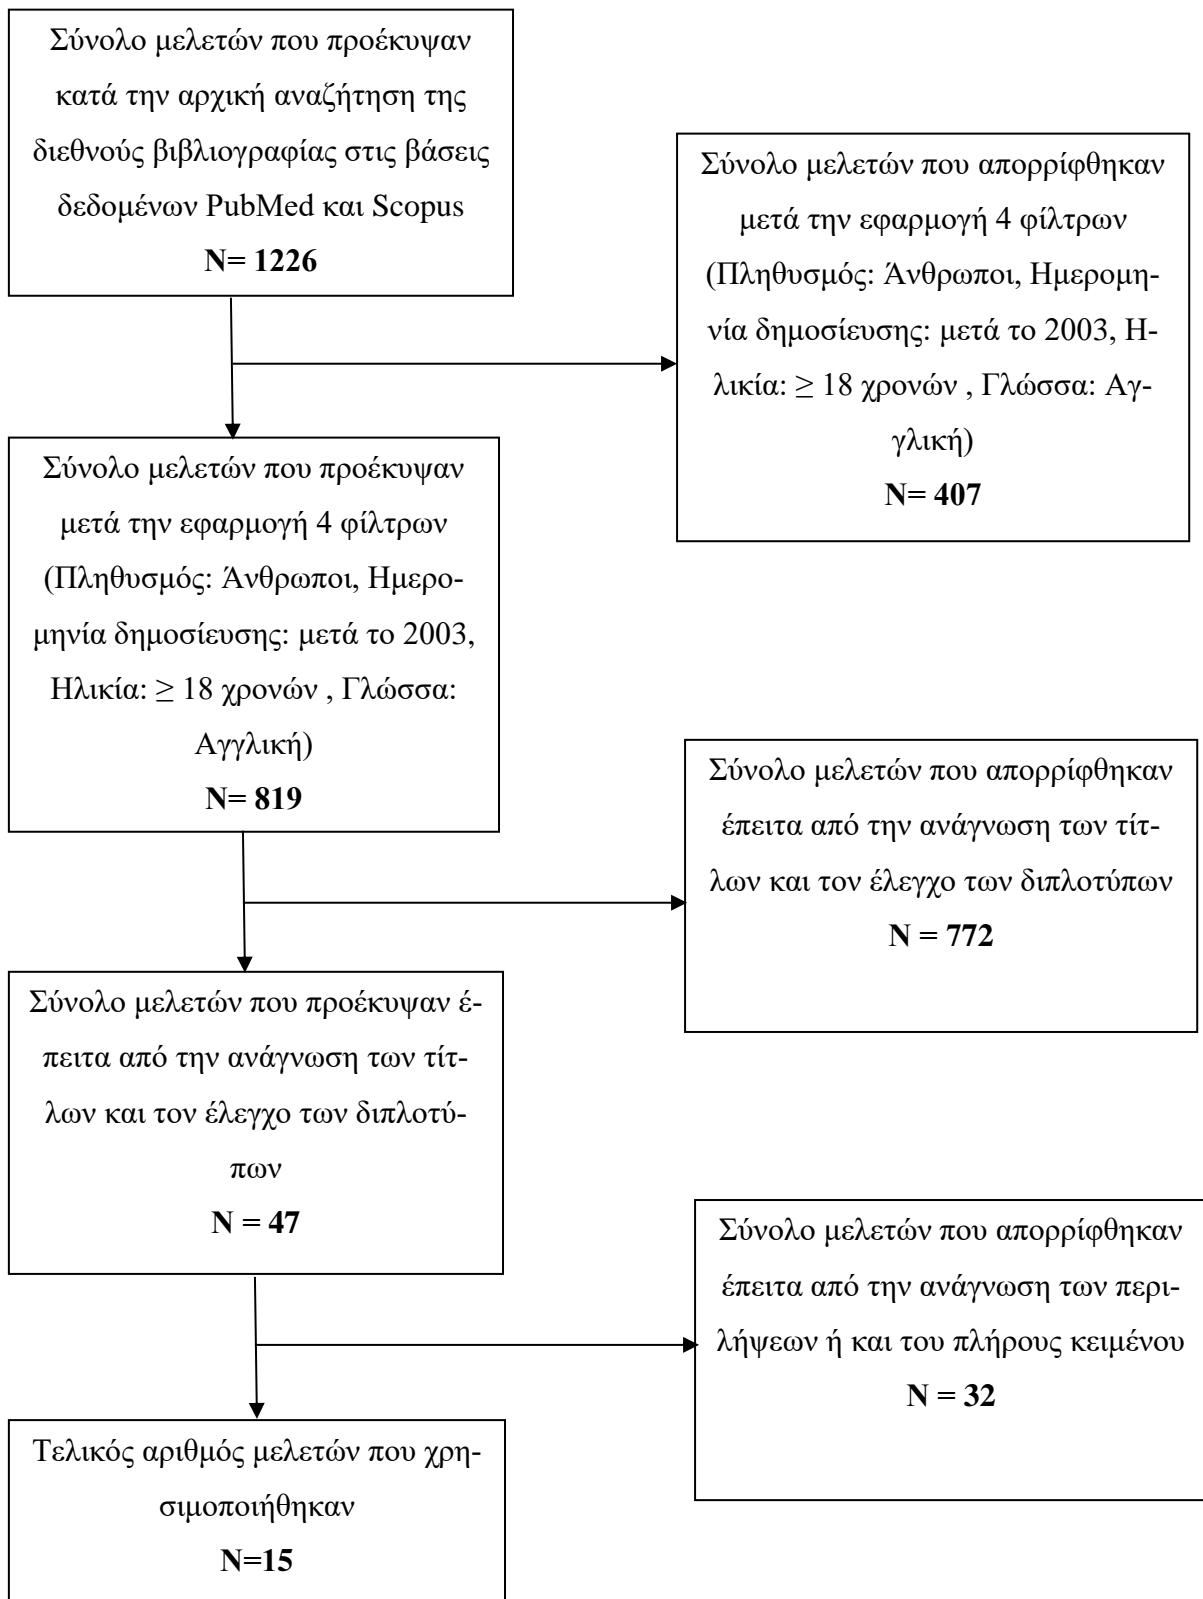 Σύνολο μελετών που προέκυψαν
κατά την αρχική αναζήτηση της
διεθνούς βιβλιογραφίας στις βάσεις
δεδομένων PubMed και Scopus
N= 1226
Σύνολο μελετών που απορρίφθηκαν
μετά την εφαρμογή 4 φίλτρων
(Πληθυσμός: Άνθρωποι, Ημερομη-
νία δημοσίευσης: μετά το 2003, Η-
λικία: ≥ 18 χρονών , Γλώσσα: Αγ-
γλική)
N= 407
Σύνολο μελετών που προέκυψαν
μετά την εφαρμογή 4 φίλτρων
(Πληθυσμός: Άνθρωποι, Ημερο-
μηνία δημοσίευσης: μετά το 2003,
Ηλικία: ≥ 18 χρονών , Γλώσσα:
Αγγλική)
N= 819
Σύνολο μελετών που απορρίφθηκαν
έπειτα από την ανάγνωση των τίτ-
λων και τον έλεγχο των διπλοτύπων
N = 772
Σύνολο μελετών που προέκυψαν έ-
πειτα από την ανάγνωση των τίτ-
λων και τον έλεγχο των διπλοτύ-
πων
N = 47
Σύνολο μελετών που απορρίφθηκαν
έπειτα από την ανάγνωση των περι-
λήψεων ή και του πλήρους κειμένου
N = 32
Τελικός αριθμός μελετών που χρη-
σιμοποιήθηκαν
N=15